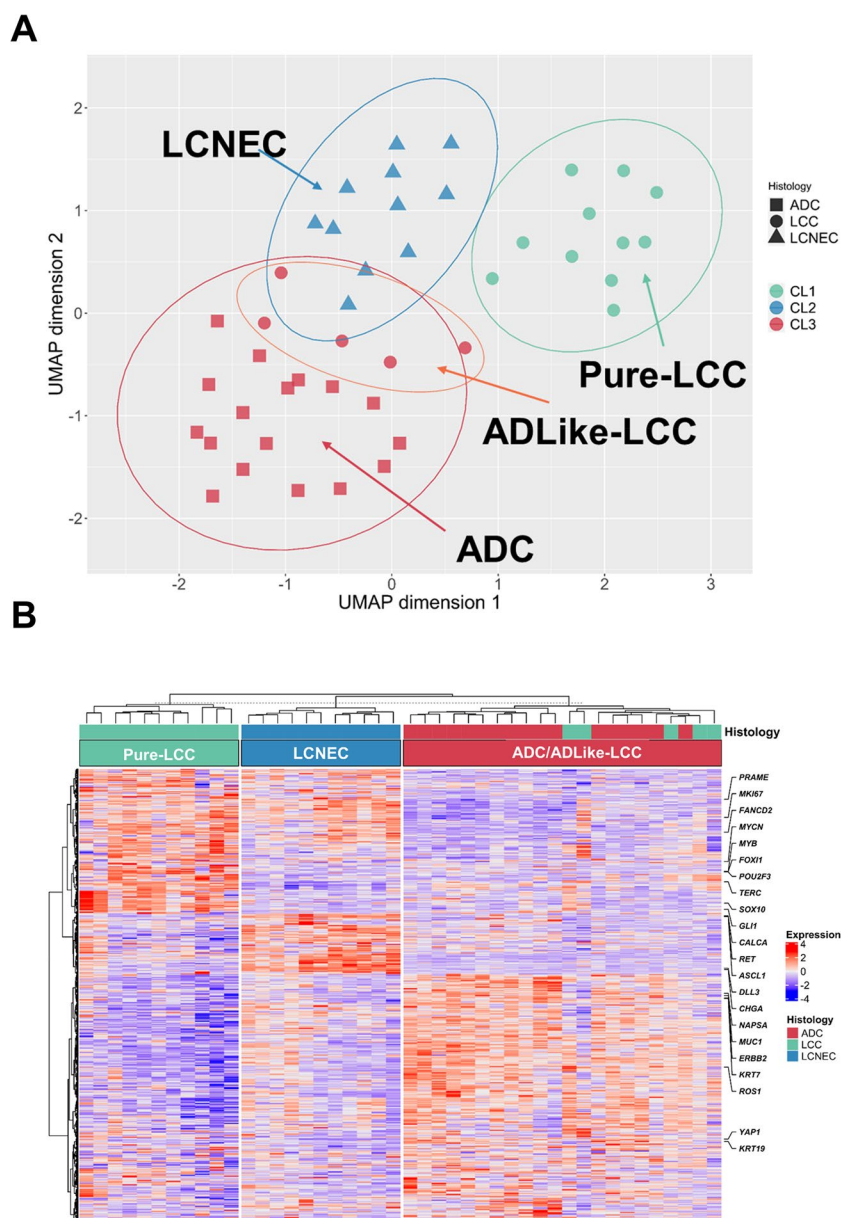 A
2
1
0
-1
-2
UMAP dimension 2
-2
-1
0
1
2
3
UMAP dimension 1
LCNEC
Pure-LCC
ADLike-LCC
ADC
Histology
ADC
LCC
LCNEC
CL1
CL2
CL3
B
Histology
Pure-LCC
LCNEC
ADC/ADLike-LCC
PRAME
MKI67
FANCD2
MYCN
MYB
FOXI1
POU2F3
TERC
SOX10
GLI1
CALCA
RET
ASCL1
DLL3
CHGA
NAPSA
MUC1
ERBB2
KRT7
ROS1
YAP1
KRT19
Expression
4
2
0
-2
-4
Histology
ADC
LCC
LCNEC